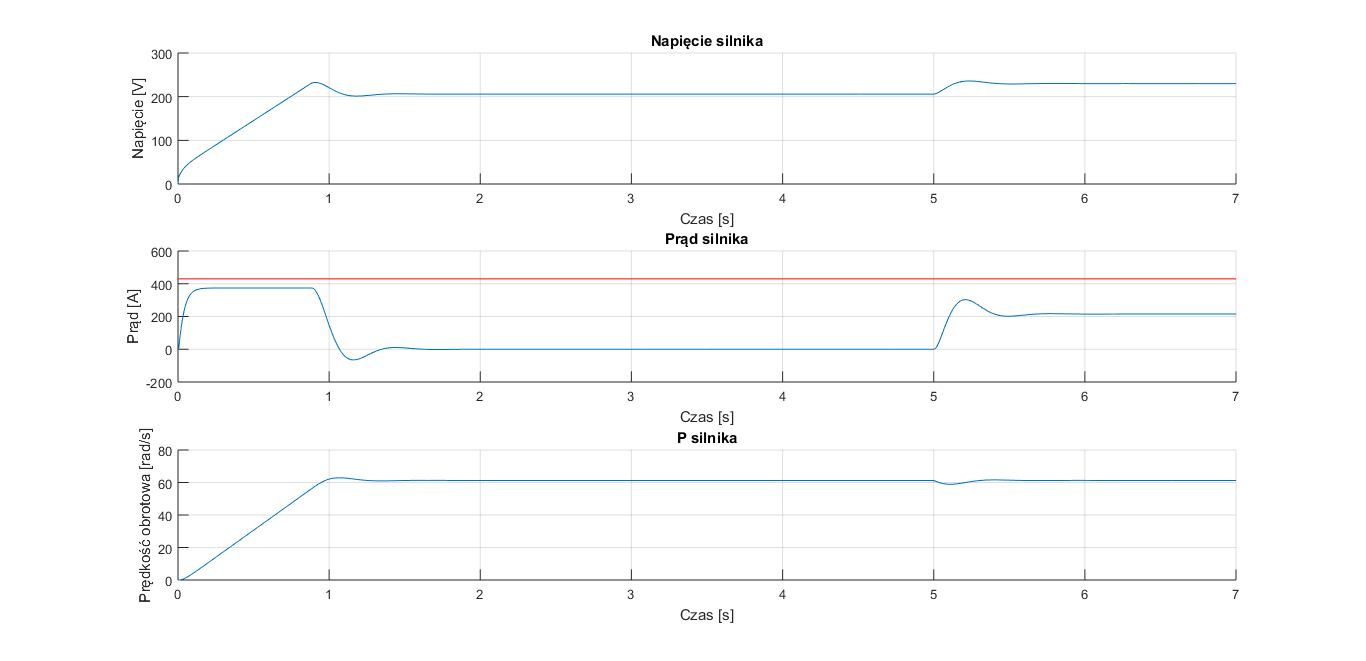 Napięcie silnika
Napięcie [V]
300
200
100
0
0 1 2 3 4 5 6 7
Czas [s]
Prąd silnika
Prąd [A]
600
400
200
0
-200
0 1 2 3 4 5 6 7
Czas [s]
P silnika
Prędkość obrotowa [rad/s]
80
60
40
20
0
0 1 2 3 4 5 6 7
Czas [s]